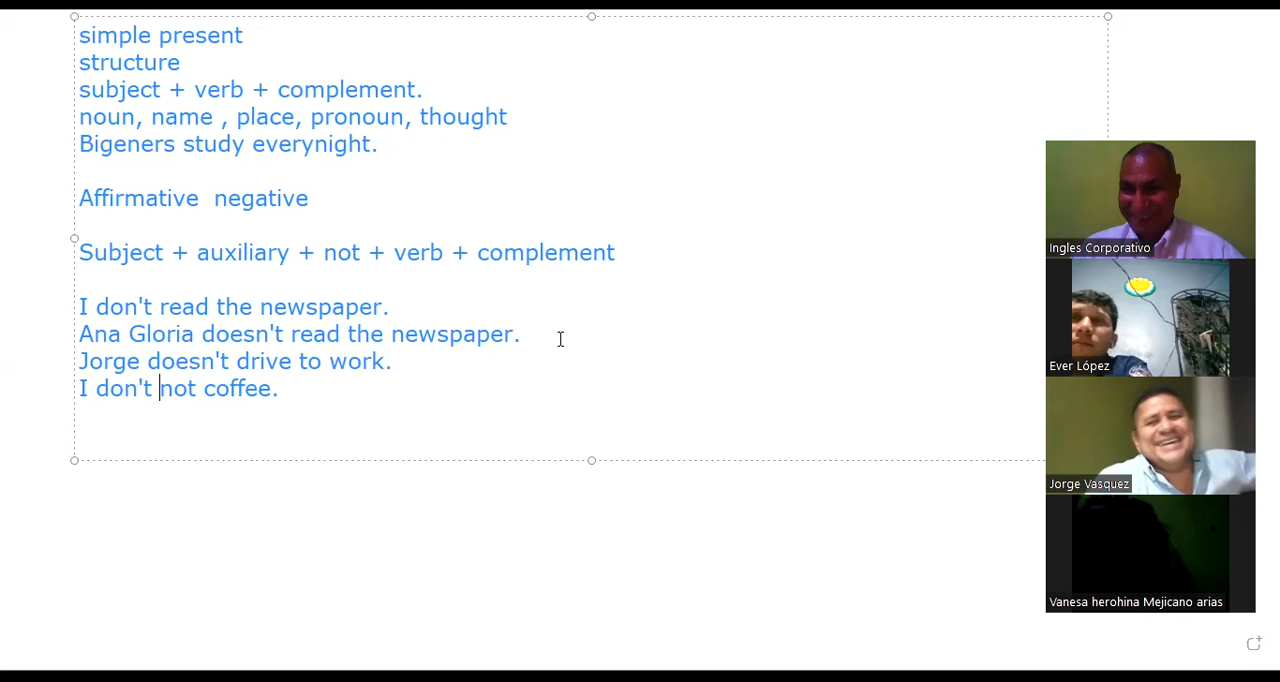 simple present
structure
subject + verb + complement.
noun, name , place, pronoun, thought
Bigeners study everynight.
Affirmative  negative
Subject + auxiliary + not + verb + complement
I don't read the newspaper.
Ana Gloria doesn't read the newspaper.
Jorge doesn't drive to work.
I don't not coffee.
Ingles Corporativo
Ever López
Jorge Vasquez
Vanesa herohina Mejicano arias